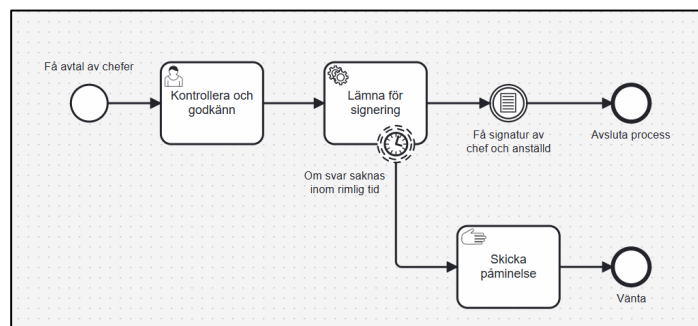 Få avtal av chefer
Kontrollera och
godkänn
Lämna för
signering
Få signatur av
chef och anställd
Avsluta process
Om svar saknas
inom rimlig tid
Skicka
påminelse
Vänta